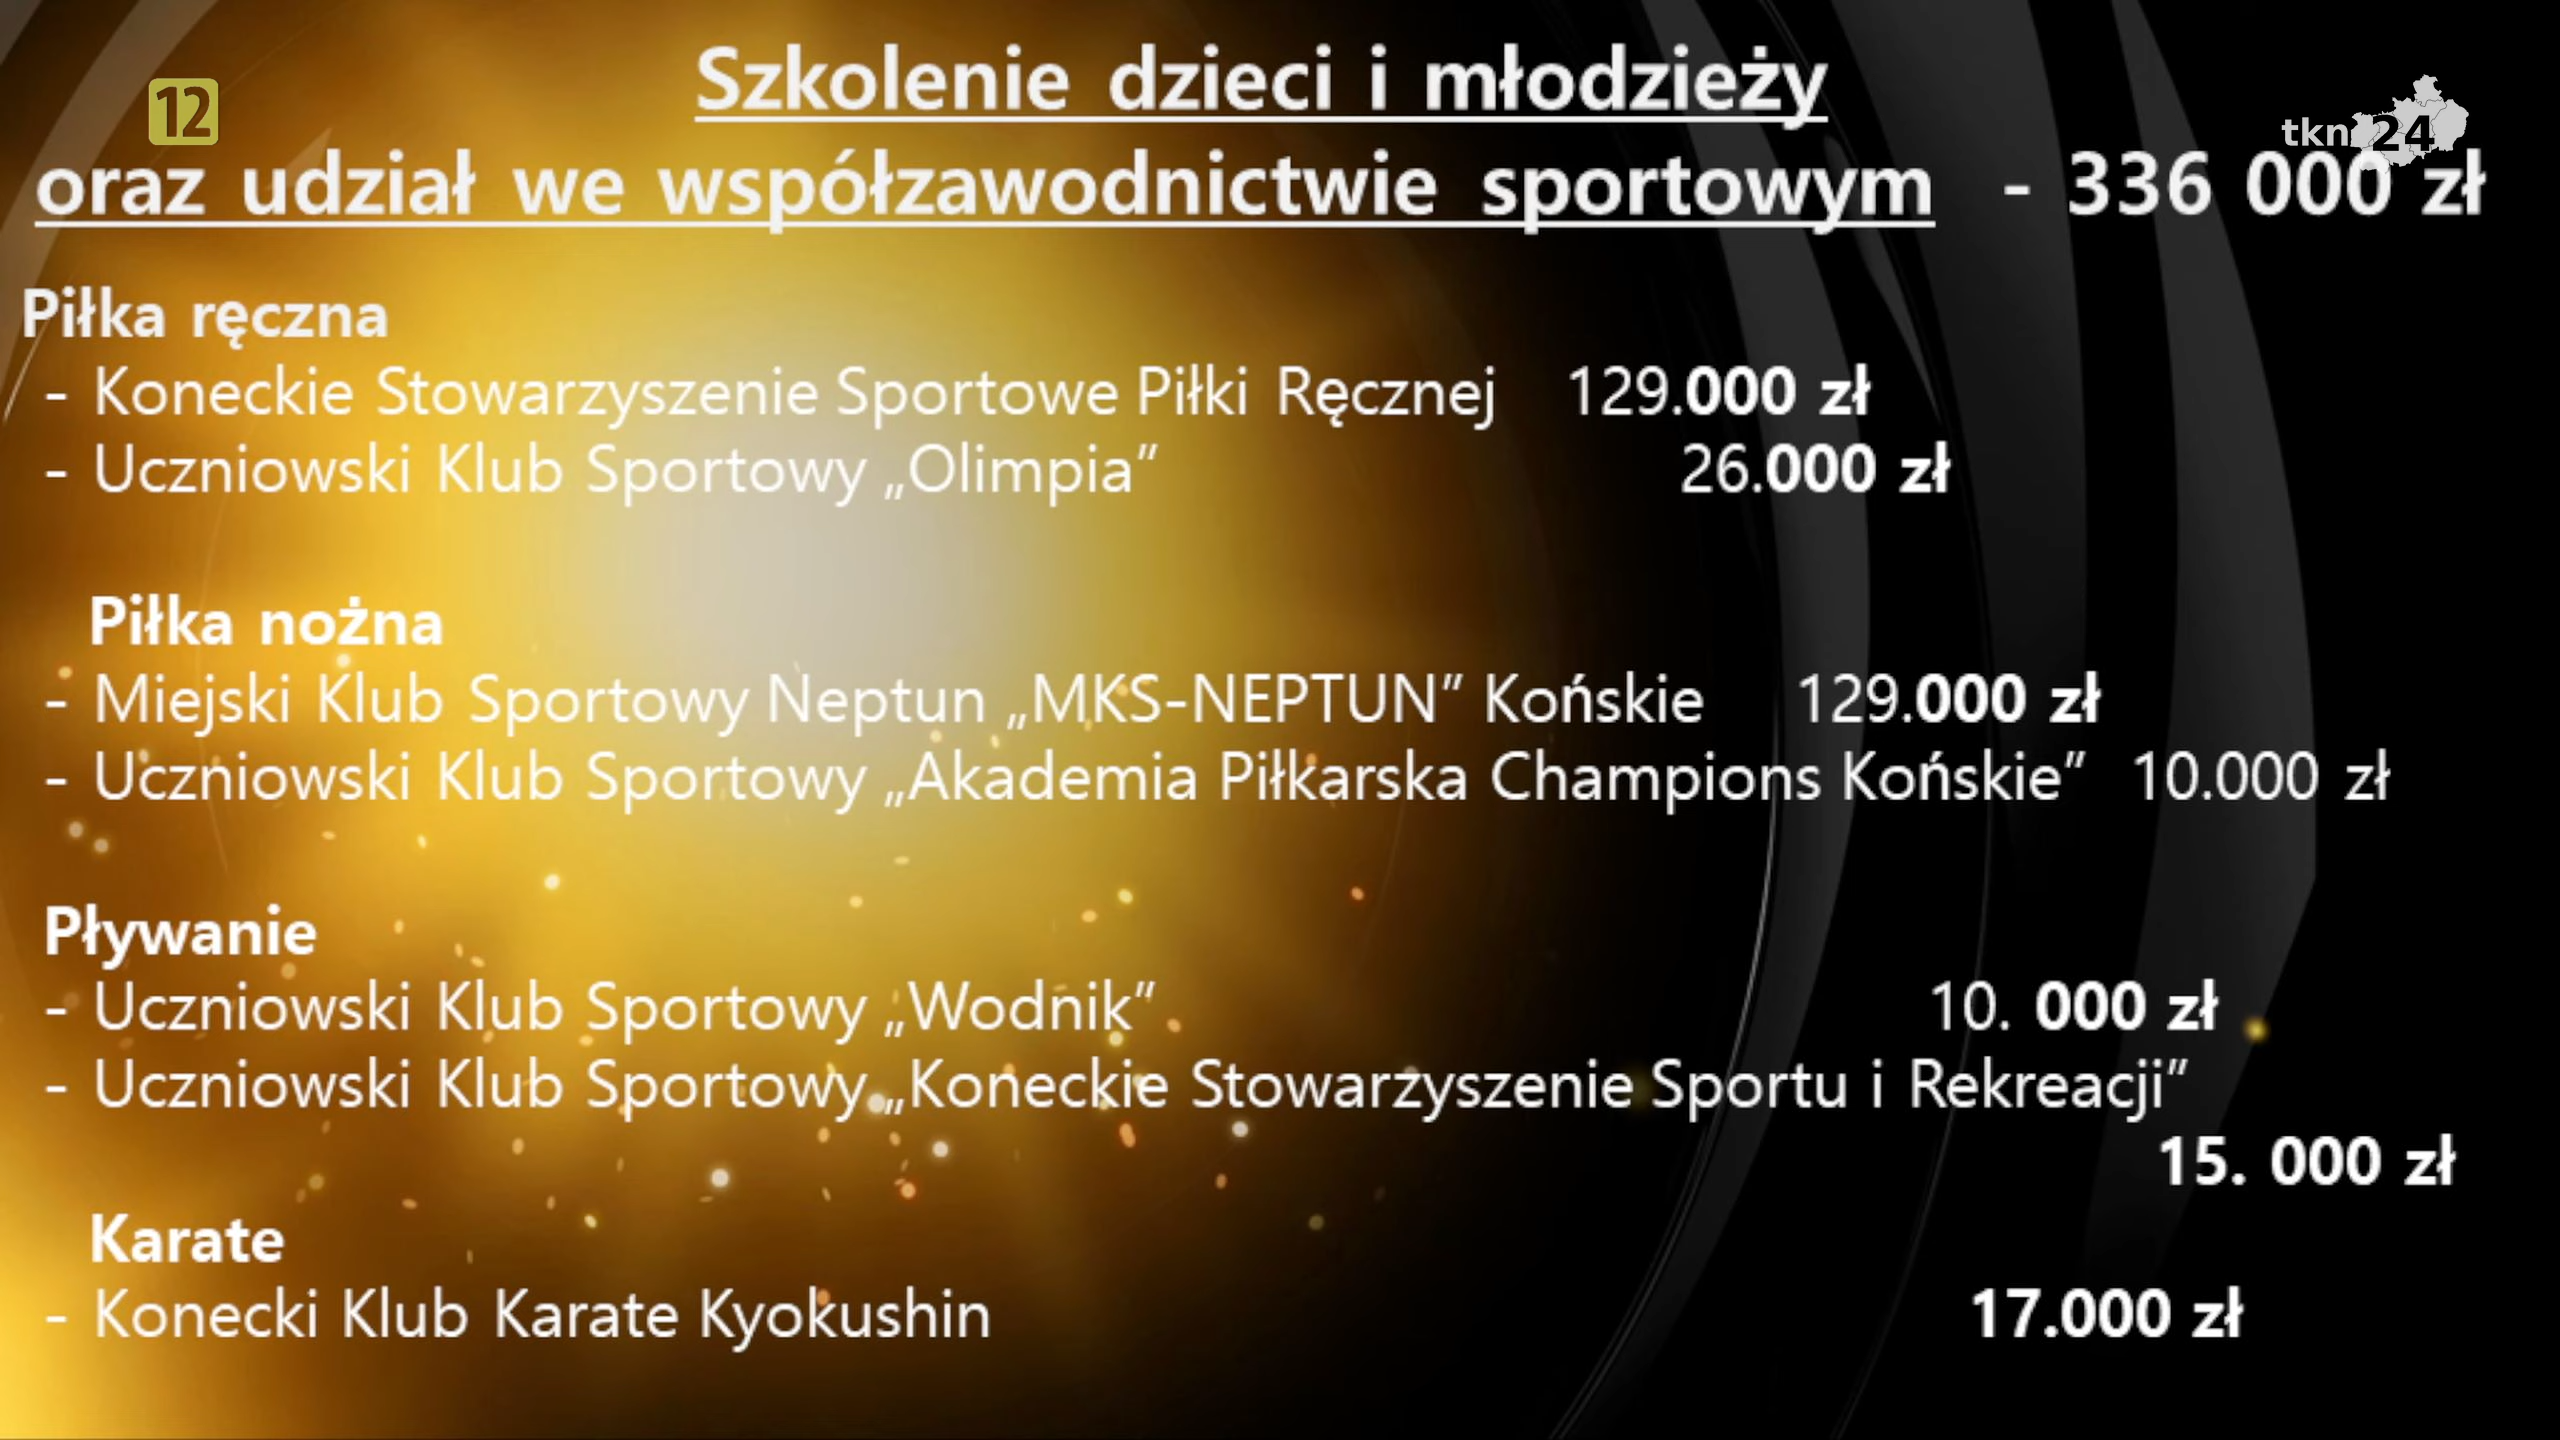 Szkolenie dzieci i młodzieży
12
tkn24
oraz udział we współzawodnictwie sportowym - 336 000 zł
Piłka ręczna
- Koneckie Stowarzyszenie Sportowe Piłki Ręcznej 129.000 zł
- Uczniowski Klub Sportowy „Olimpia” 26.000 zł
Piłka nożna
- Miejski Klub Sportowy Neptun „MKS-NEPTUN” Końskie 129.000 zł
- Uczniowski Klub Sportowy „Akademia Piłkarska Champions Końskie” 10.000 zł
Pływanie
- Uczniowski Klub Sportowy „Wodnik” 10. 000 zł
- Uczniowski Klub Sportowy „Koneckie Stowarzyszenie Sportu i Rekreacji”
15. 000 zł
Karate
- Konecki Klub Karate Kyokushin 17.000 zł